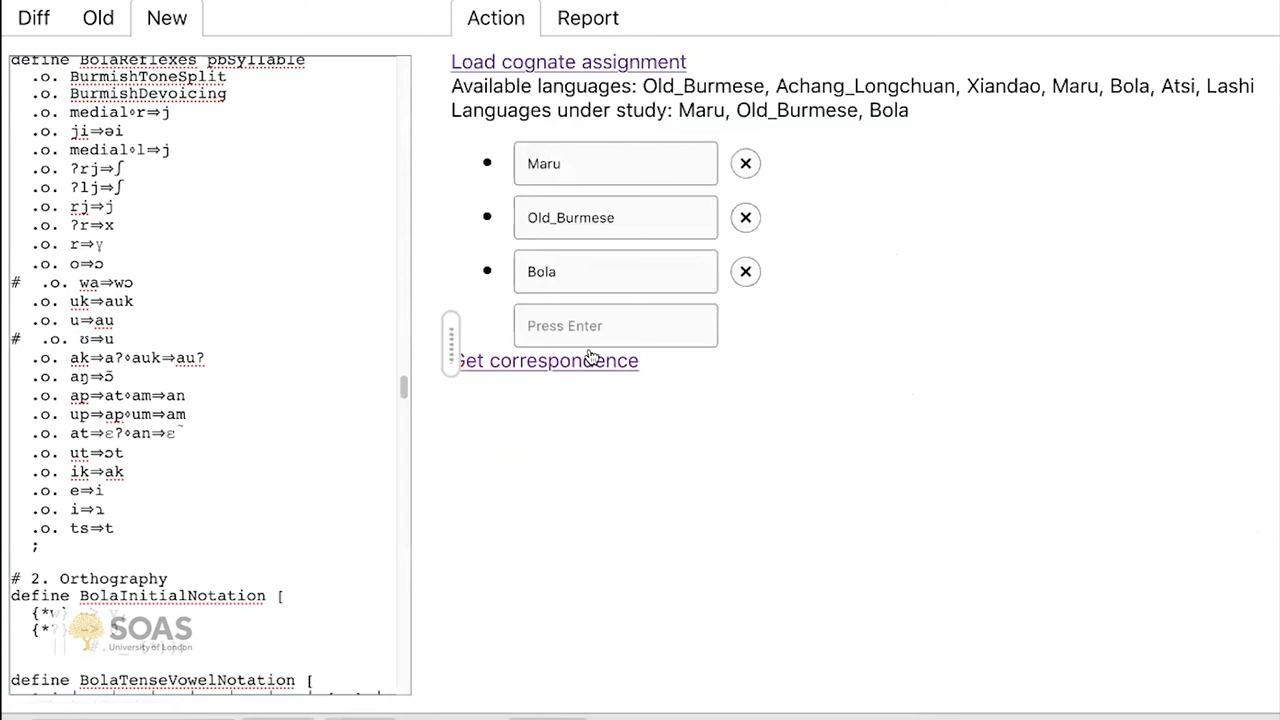 Diff Old New
define BolaReflexes pbSyllable
.o. BurmishToneSplit
.o. BurmishDevoicing
.o. medial◊r⇒j
.o. ji⇒əi
.o. medial◊l⇒j
.o. ?rj⇒ʃ
.o. ?lj⇒ʃ
.o. rj⇒j
.o. ?r⇒x
.o. r⇒γ
.o. o⇒ɔ
# .o. wa⇒wɔ
.o. uk⇒auk
.o. u⇒au
# .o. ʊ⇒u
.o. ak⇒a?◊auk⇒au?
.o. aŋ⇒ɔ̃
.o. ap⇒at◊am⇒an
.o. up⇒ap◊um⇒am
.o. at⇒ɛ?◊an⇒ɛ̃
.o. ut⇒ɔt
.o. ik⇒ak
.o. e⇒i
.o. i⇒ɿ
.o. ts⇒t
;
# 2. Orthography
define BolaInitialNotation [
SOAS
University of London
define BolaTenseVowelNotation [
Action Report
Load cognate assignment
Available languages: Old_Burmese, Achang_Longchuan, Xiandao, Maru, Bola, Atsi, Lashi
Languages under study: Maru, Old_Burmese, Bola
• Maru
• Old_Burmese
• Bola
Press Enter
Get correspondence